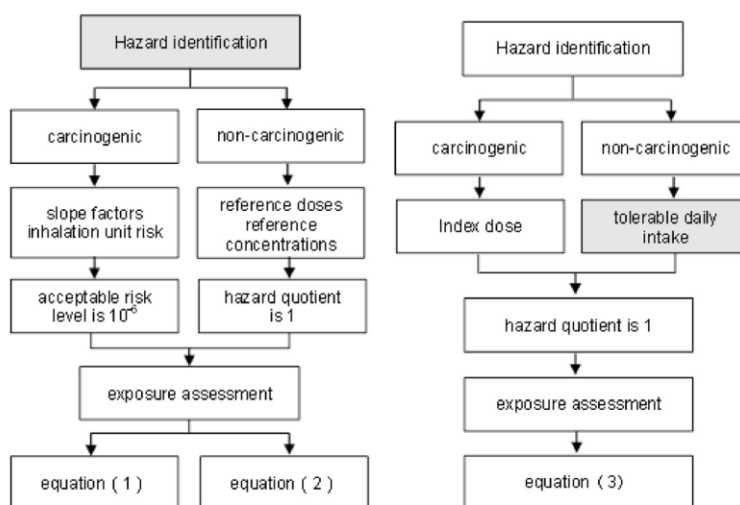 Hazard identification
carcinogenic
non-carcinogenic
slope factors
inhalation unit risk
reference doses
reference
concentrations
acceptable risk
level is 10⁻⁶
hazard quotient
is 1
exposure assessment
equation ( 1 )
equation ( 2 )
Hazard identification
carcinogenic
non-carcinogenic
Index dose
tolerable daily
intake
hazard quotient is 1
exposure assessment
equation (3)